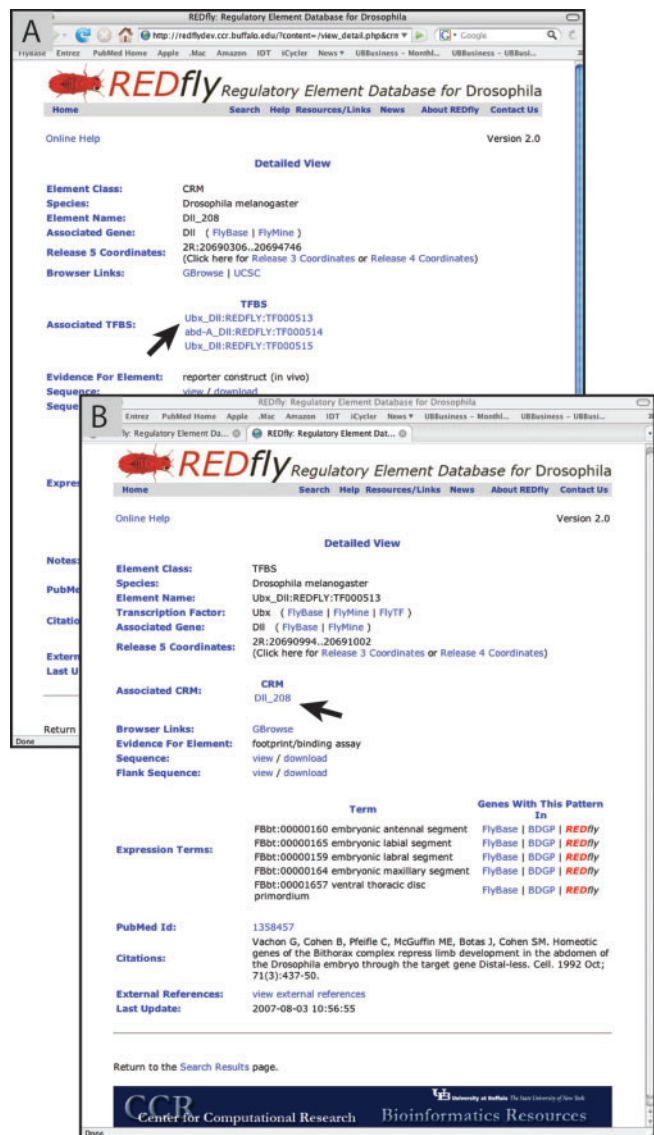 A
REDfly: Regulatory Element Database for Drosophila
http://redflydev.ccr.buffalo.edu/?content=/view_detail.php&crm
Google
FlyBase Entrez PubMed Home Apple .Mac Amazon IDT iCycler News UBBusiness - Monthl... UBBusiness - UBBusi...
REDfly Regulatory Element Database for Drosophila
Home Search Help Resources/Links News About REDfly Contact Us
Online Help Version 2.0
Detailed View
Element Class: CRM
Species: Drosophila melanogaster
Element Name: Dll_208
Associated Gene: Dll ( FlyBase | FlyMine )
Release 5 Coordinates: 2R:20690306..20694746
(Click here for Release 3 Coordinates or Release 4 Coordinates)
Browser Links: GBrowse | UCSC
TFBS
Associated TFBS: Ubx_Dll:REDFLY:TF000513
abd-A_Dll:REDFLY:TF000514
Ubx_Dll:REDFLY:TF000515
Evidence For Element: reporter construct (in vivo)
Sequence: view / download
Seque
Expres
Notes:
PubMe
Citatio
Extern
Last U
Return
Done
B
REDfly: Regulatory Element Database for Drosophila
Entrez PubMed Home Apple .Mac Amazon IDT iCycler News UBBusiness - Monthl... UBBusiness - UBBusi...
fly: Regulatory Element Da... REDfly: Regulatory Element Dat...
REDfly Regulatory Element Database for Drosophila
Home Search Help Resources/Links News About REDfly Contact Us
Online Help Version 2.0
Detailed View
Element Class: TFBS
Species: Drosophila melanogaster
Element Name: Ubx_Dll:REDFLY:TF000513
Transcription Factor: Ubx ( FlyBase | FlyMine | FlyTF )
Associated Gene: Dll ( FlyBase | FlyMine )
Release 5 Coordinates: 2R:20690994..20691002
(Click here for Release 3 Coordinates or Release 4 Coordinates)
CRM
Associated CRM: Dll_208
Browser Links: GBrowse
Evidence For Element: footprint/binding assay
Sequence: view / download
Flank Sequence: view / download
Term Genes With This Pattern In
Expression Terms: FBbt:00000160 embryonic antennal segment FlyBase | BDGP | REDfly
FBbt:00000165 embryonic labial segment FlyBase | BDGP | REDfly
FBbt:00000159 embryonic labral segment FlyBase | BDGP | REDfly
FBbt:00000164 embryonic maxillary segment FlyBase | BDGP | REDfly
FBbt:00001657 ventral thoracic disc primordium FlyBase | BDGP | REDfly
PubMed Id: 1358457
Citations: Vachon G, Cohen B, Pfeifle C, McGuffin ME, Botas J, Cohen SM. Homeotic
genes of the Bithorax complex repress limb development in the abdomen of
the Drosophila embryo through the target gene Distal-less. Cell. 1992 Oct;
71(3):437-50.
External References: view external references
Last Update: 2007-08-03 10:56:55
Return to the Search Results page.
UB University at Buffalo The State University of New York
CCR Center for Computational Research Bioinformatics Resources
Done